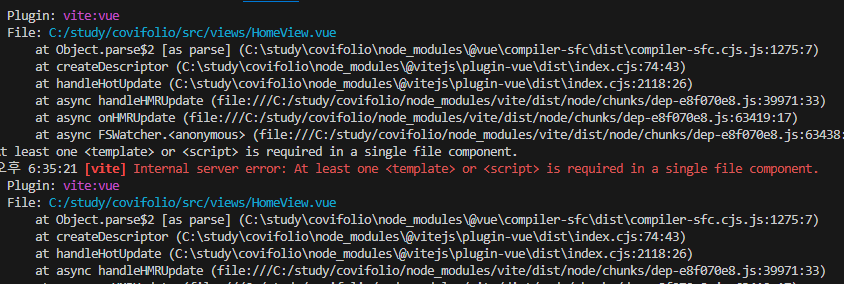 Plugin: vite:vue
File: C:/study/covifolio/src/views/HomeView.vue
at Object.parse$2 [as parse] (C:\study\covifolio\node_modules\@vue\compiler-sfc\dist\compiler-sfc.cjs.js:1275:7)
at createDescriptor (C:\study\covifolio\node_modules\@vitejs\plugin-vue\dist\index.cjs:74:43)
at handleHotUpdate (C:\study\covifolio\node_modules\@vitejs\plugin-vue\dist\index.cjs:2118:26)
at async handleHMRUpdate (file:///C:/study/covifolio/node_modules/vite/dist/node/chunks/dep-e8f070e8.js:39971:33)
at async onHMRUpdate (file:///C:/study/covifolio/node_modules/vite/dist/node/chunks/dep-e8f070e8.js:63419:17)
at async FSWatcher.<anonymous> (file:///C:/study/covifolio/node_modules/vite/dist/node/chunks/dep-e8f070e8.js:63438:
t least one <template> or <script> is required in a single file component.
오후 6:35:21 [vite] Internal server error: At least one <template> or <script> is required in a single file component.
Plugin: vite:vue
File: C:/study/covifolio/src/views/HomeView.vue
at Object.parse$2 [as parse] (C:\study\covifolio\node_modules\@vue\compiler-sfc\dist\compiler-sfc.cjs.js:1275:7)
at createDescriptor (C:\study\covifolio\node_modules\@vitejs\plugin-vue\dist\index.cjs:74:43)
at handleHotUpdate (C:\study\covifolio\node_modules\@vitejs\plugin-vue\dist\index.cjs:2118:26)
at async handleHMRUpdate (file:///C:/study/covifolio/node_modules/vite/dist/node/chunks/dep-e8f070e8.js:39971:33)